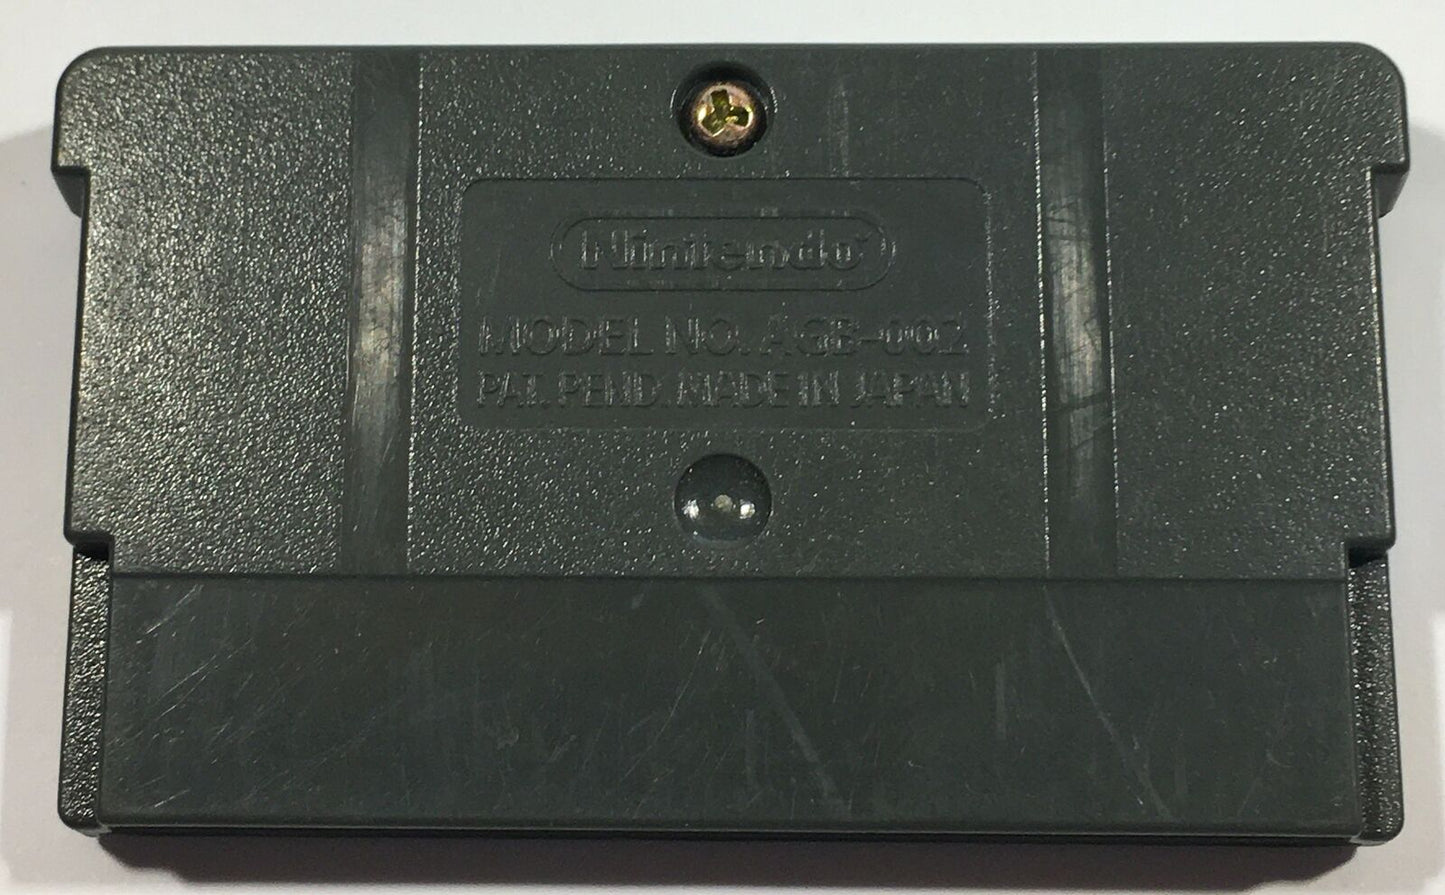 Nintendo
MODEL NO. AGB-002
PAT. PEND. MADE IN JAPAN